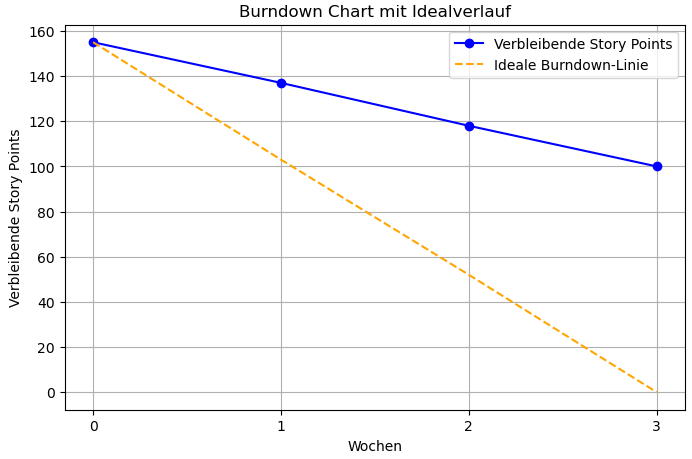 Burndown Chart mit Idealverlauf
Verbleibende Story Points
Ideale Burndown-Linie
Verbleibende Story Points
160
140
120
100
80
60
40
20
0
0 1 2 3
Wochen